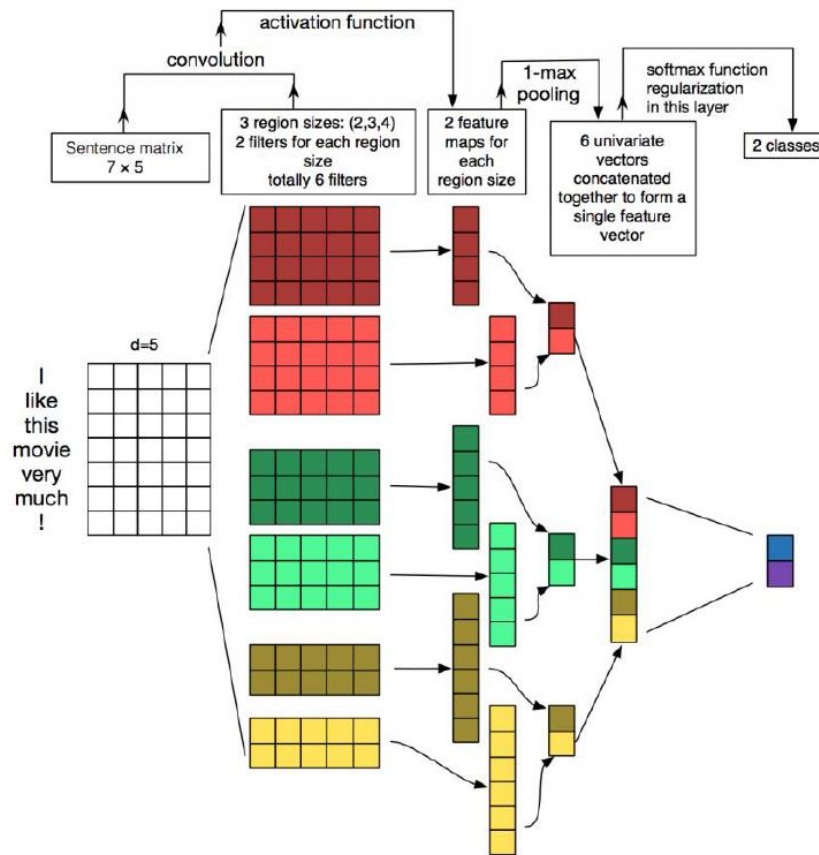 activation function
convolution
1-max
pooling
softmax function
regularization
in this layer
Sentence matrix
7 × 5
3 region sizes: (2,3,4)
2 filters for each region
size
totally 6 filters
2 feature
maps for
each
region size
6 univariate
vectors
concatenated
together to form a
single feature
vector
2 classes
d=5
I
like
this
movie
very
much
!